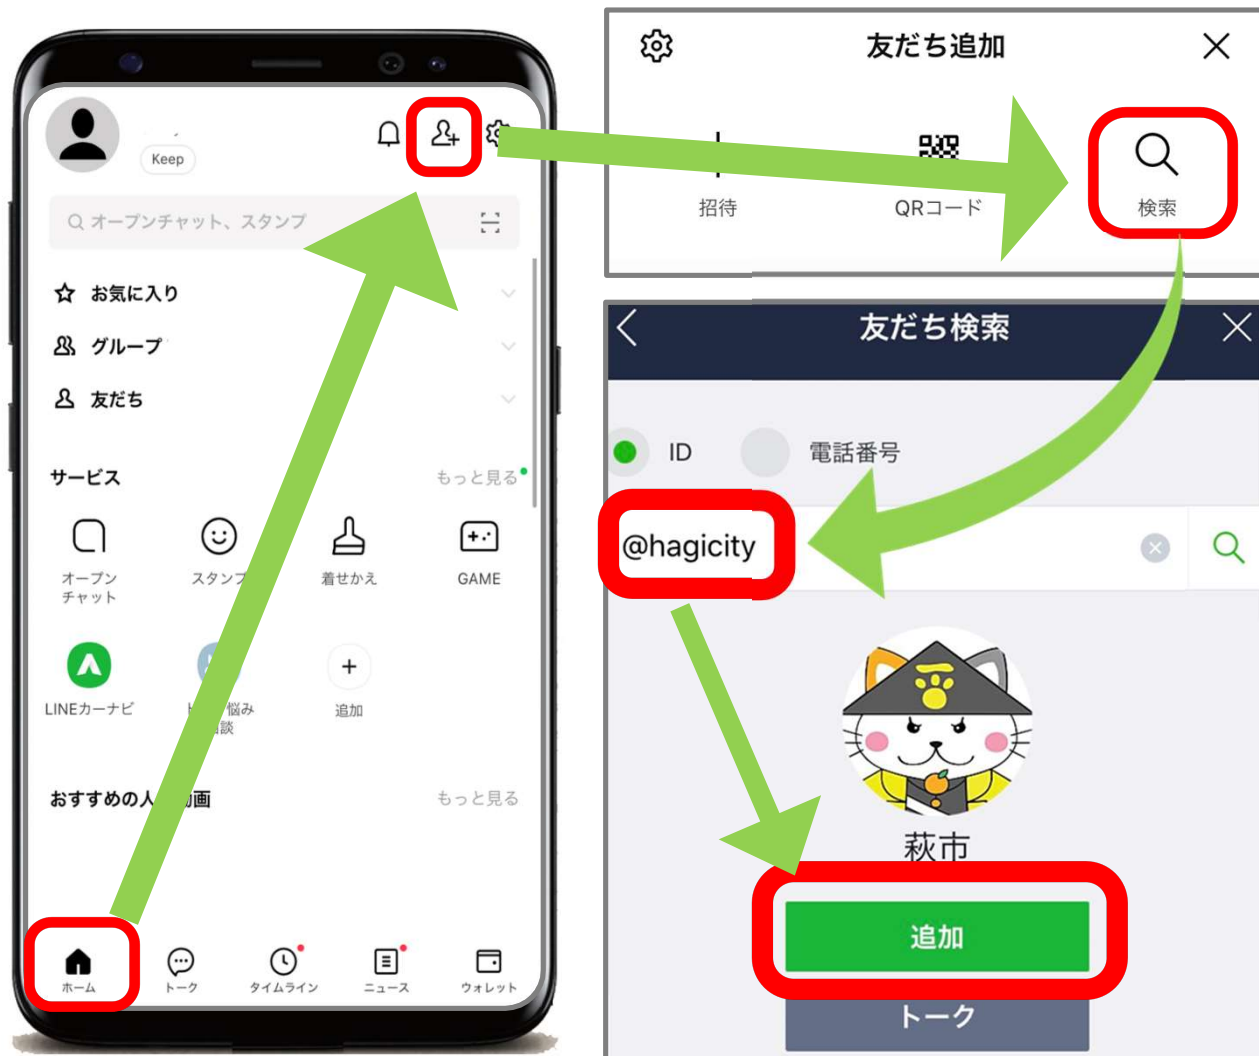 Keep
オープンチャット、スタンプ
お気に入り
グループ
友だち
サービス
もっと見る
オープン
チャット
スタンプ
着せかえ
GAME
LINEカーナビ
悩み
談
追加
おすすめの人
動画
もっと見る
ホーム
トーク
タイムライン
ニュース
ウォレット
友だち追加
招待
QRコード
検索
友だち検索
ID
電話番号
@hagicity
萩市
追加
トーク